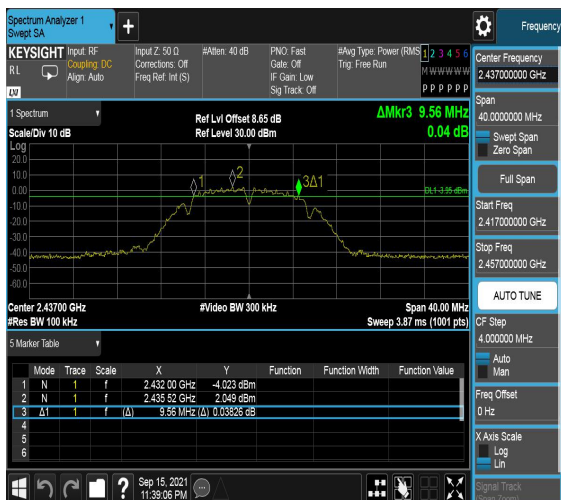 Spectrum Analyzer 1
Swept SA
+
Frequency
KEYSIGHT
Input: RF
Input Z: 50 Ω
#Atten: 40 dB
PNO: Fast
#Avg Type: Power (RMS)
1 2 3 4 5 6
RL
Coupling: DC
Corrections: Off
Gate: Off
Trig: Free Run
M W W W W W
Align: Auto
Freq Ref: Int (S)
IF Gain: Low
Sig Track: Off
P P P P P P
LXI
1 Spectrum
Ref Lvl Offset 8.65 dB
ΔMkr3 9.56 MHz
Scale/Div 10 dB
Ref Level 30.00 dBm
0.04 dB
Log
20.0
10.0
0.00
-10.0
-20.0
-30.0
-40.0
-50.0
-60.0
1
2
3Δ1
DL1 -3.95 dBm
Center 2.43700 GHz
#Video BW 300 kHz
Span 40.00 MHz
#Res BW 100 kHz
Sweep 3.87 ms (1001 pts)
5 Marker Table
Mode Trace Scale X Y Function Function Width Function Value
1 N 1 f 2.432 00 GHz -4.023 dBm
2 N 1 f 2.435 52 GHz 2.049 dBm
3 Δ1 1 f (Δ) 9.56 MHz (Δ) 0.03826 dB
4
5
6
Sep 15, 2021
11:39:06 PM
?
Center Frequency
2.437000000 GHz
Span
40.0000000 MHz
Swept Span
Zero Span
Full Span
Start Freq
2.417000000 GHz
Stop Freq
2.457000000 GHz
AUTO TUNE
CF Step
4.000000 MHz
Auto
Man
Freq Offset
0 Hz
X Axis Scale
Log
Lin
Signal Track
(Span Zoom)